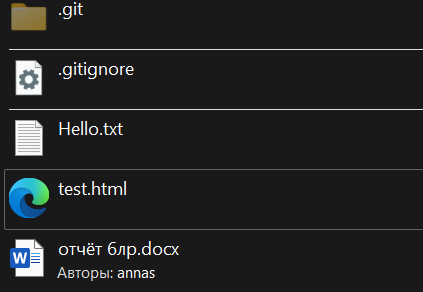 .git
.gitignore
Hello.txt
test.html
отчёт 6лр.docx
Авторы: annas